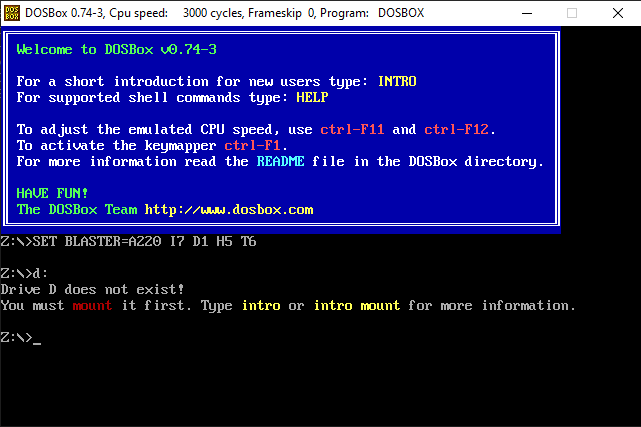 DOS BOX DOSBox 0.74-3, Cpu speed: 3000 cycles, Frameskip 0, Program: DOSBOX
Welcome to DOSBox v0.74-3
For a short introduction for new users type: INTRO
For supported shell commands type: HELP
To adjust the emulated CPU speed, use ctrl-F11 and ctrl-F12.
To activate the keymapper ctrl-F1.
For more information read the README file in the DOSBox directory.
HAVE FUN!
The DOSBox Team http://www.dosbox.com
Z:\>SET BLASTER=A220 I7 D1 H5 T6
Z:\>d:
Drive D does not exist!
You must mount it first. Type intro or intro mount for more information.
Z:\>_